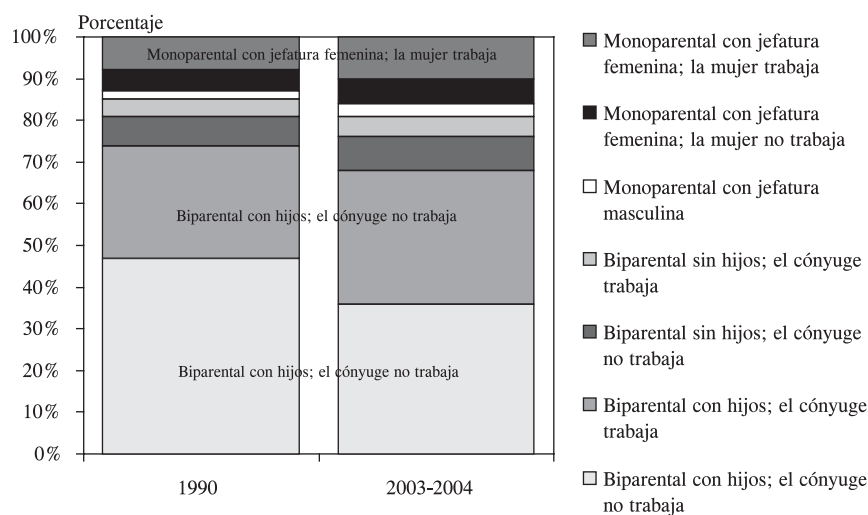 Porcentaje
100%
90%
80%
70%
60%
50%
40%
30%
20%
10%
0%
Monoparental con jefatura femenina; la mujer trabaja
Biparental con hijos; el cónyuge no trabaja
Biparental con hijos; el cónyuge no trabaja
1990
2003-2004
Monoparental con jefatura
femenina; la mujer trabaja
Monoparental con jefatura
femenina; la mujer no trabaja
Monoparental con jefatura
masculina
Biparental sin hijos; el cónyuge
trabaja
Biparental sin hijos; el cónyuge
no trabaja
Biparental con hijos; el cónyuge
trabaja
Biparental con hijos; el cónyuge
no trabaja